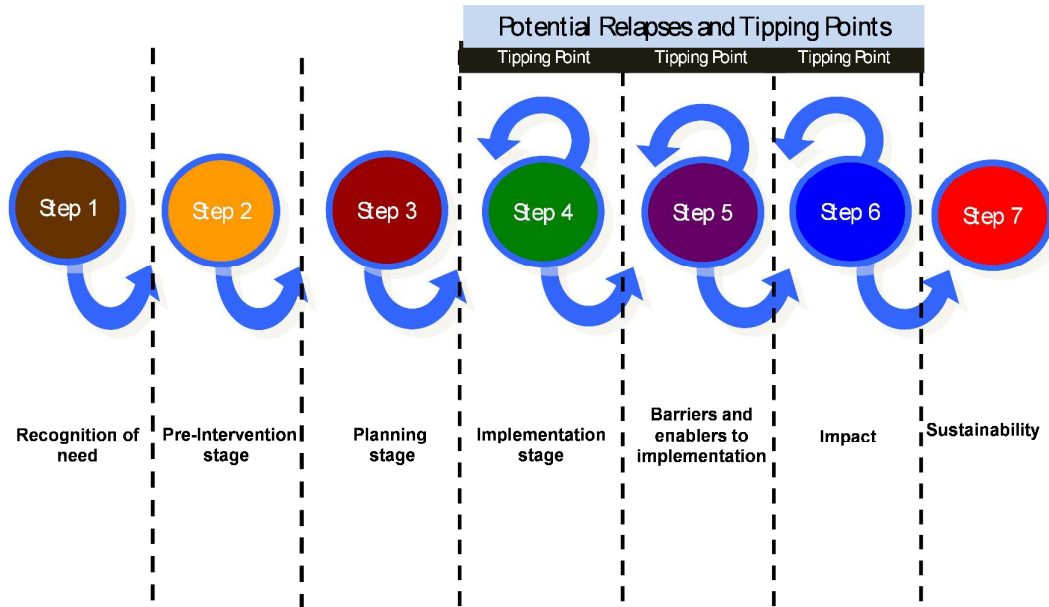 Potential Relapses and Tipping Points
Tipping Point
Tipping Point
Tipping Point
Step 1
Step 2
Step 3
Step 4
Step 5
Step 6
Step 7
Recognition of
need
Pre-Intervention
stage
Planning
stage
Implementation
stage
Barriers and
enablers to
implementation
Impact
Sustainability